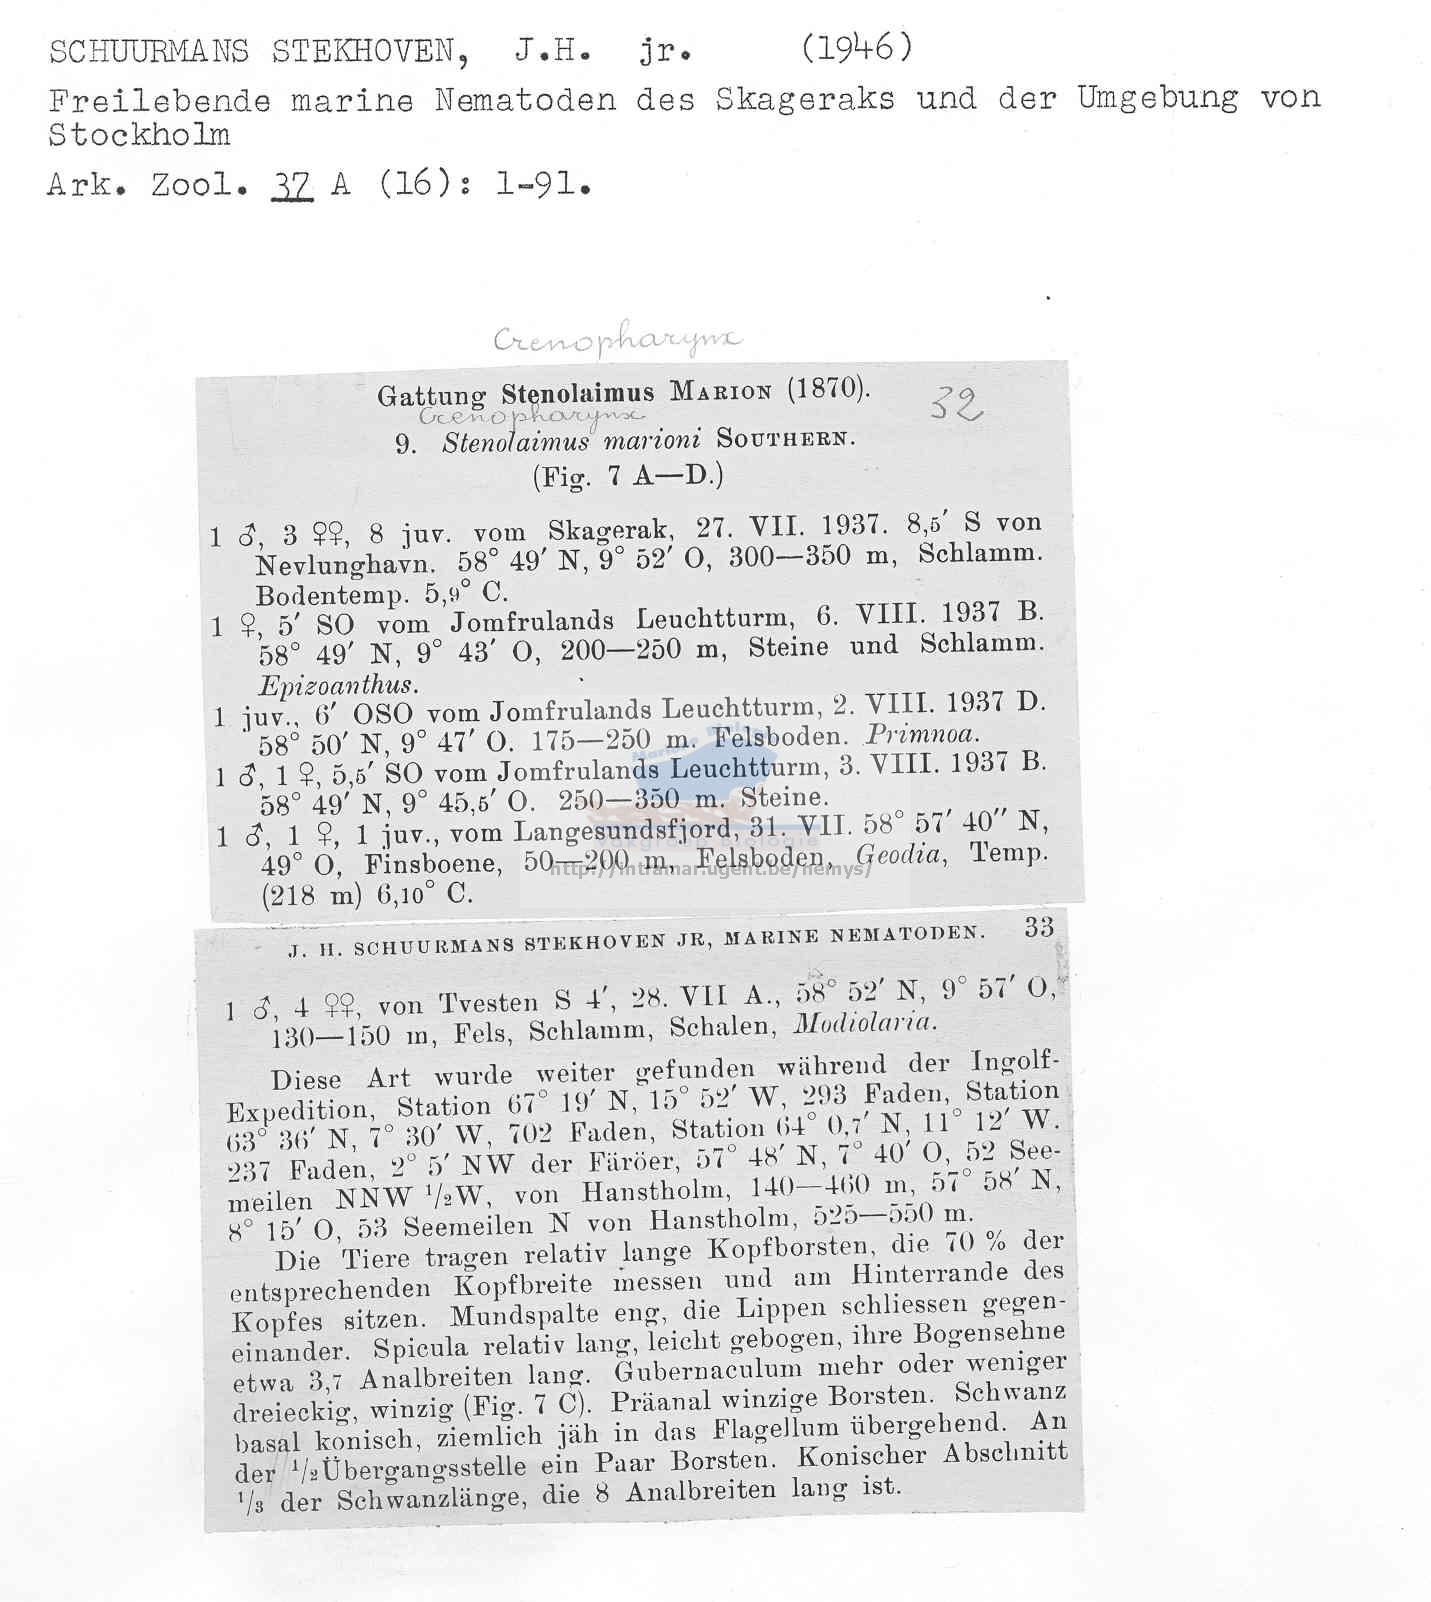 SCHUURMANS STEKHOVEN, J.H. jr. (1946)
Freilebende marine Nematoden des Skageraks und der Umgebung von
Stockholm
Ark. Zool. 37 A (16): 1-91.
Crenopharynx
Gattung Stenolaimus MARION (1870).
32
Crenopharynx
9. Stenolaimus marioni SOUTHERN.
(Fig. 7 A—D.)
1 ♂, 3 ♀♀, 8 juv. vom Skagerak, 27. VII. 1937. 8,5′ S von
Nevlunghavn. 58° 49′ N, 9° 52′ O, 300—350 m, Schlamm.
Bodentemp. 5,9° C.
1 ♀, 5′ SO vom Jomfrulands Leuchtturm, 6. VIII. 1937 B.
58° 49′ N, 9° 43′ O, 200—250 m, Steine und Schlamm.
Epizoanthus.
1 juv., 6′ OSO vom Jomfrulands Leuchtturm, 2. VIII. 1937 D.
58° 50′ N, 9° 47′ O. 175—250 m. Felsboden. Primnoa.
1 ♂, 1 ♀, 5,5′ SO vom Jomfrulands Leuchtturm, 3. VIII. 1937 B.
58° 49′ N, 9° 45,5′ O. 250—350 m. Steine.
1 ♂, 1 ♀, 1 juv., vom Langesundsfjord, 31. VII. 58° 57′ 40″ N,
49° O, Finsboene, 50—200 m, Felsboden, Geodia, Temp.
(218 m) 6,10° C.
Marine Biology
Vakgroep Biologie
http://intramar.ugent.be/nemys/
J. H. SCHUURMANS STEKHOVEN JR, MARINE NEMATODEN. 33
1 ♂, 4 ♀♀, von Tvesten S 4′, 28. VII A., 58° 52′ N, 9° 57′ O,
130—150 m, Fels, Schlamm, Schalen, Modiolaria.
Diese Art wurde weiter gefunden während der Ingolf-
Expedition, Station 67° 19′ N, 15° 52′ W, 293 Faden, Station
63° 36′ N, 7° 30′ W, 702 Faden, Station 64° 0,7′ N, 11° 12′ W.
237 Faden, 2° 5′ NW der Färöer, 57° 48′ N, 7° 40′ O, 52 See-
meilen NNW 1/2 W, von Hanstholm, 140—460 m, 57° 58′ N,
8° 15′ O, 53 Seemeilen N von Hanstholm, 525—550 m.
Die Tiere tragen relativ lange Kopfborsten, die 70 % der
entsprechenden Kopfbreite messen und am Hinterrande des
Kopfes sitzen. Mundspalte eng, die Lippen schliessen gegen-
einander. Spicula relativ lang, leicht gebogen, ihre Bogensehne
etwa 3,7 Analbreiten lang. Gubernaculum mehr oder weniger
dreieckig, winzig (Fig. 7 C). Präanal winzige Borsten. Schwanz
basal konisch, ziemlich jäh in das Flagellum übergehend. An
der 1/2 Übergangsstelle ein Paar Borsten. Konischer Abschnitt
1/3 der Schwanzlänge, die 8 Analbreiten lang ist.